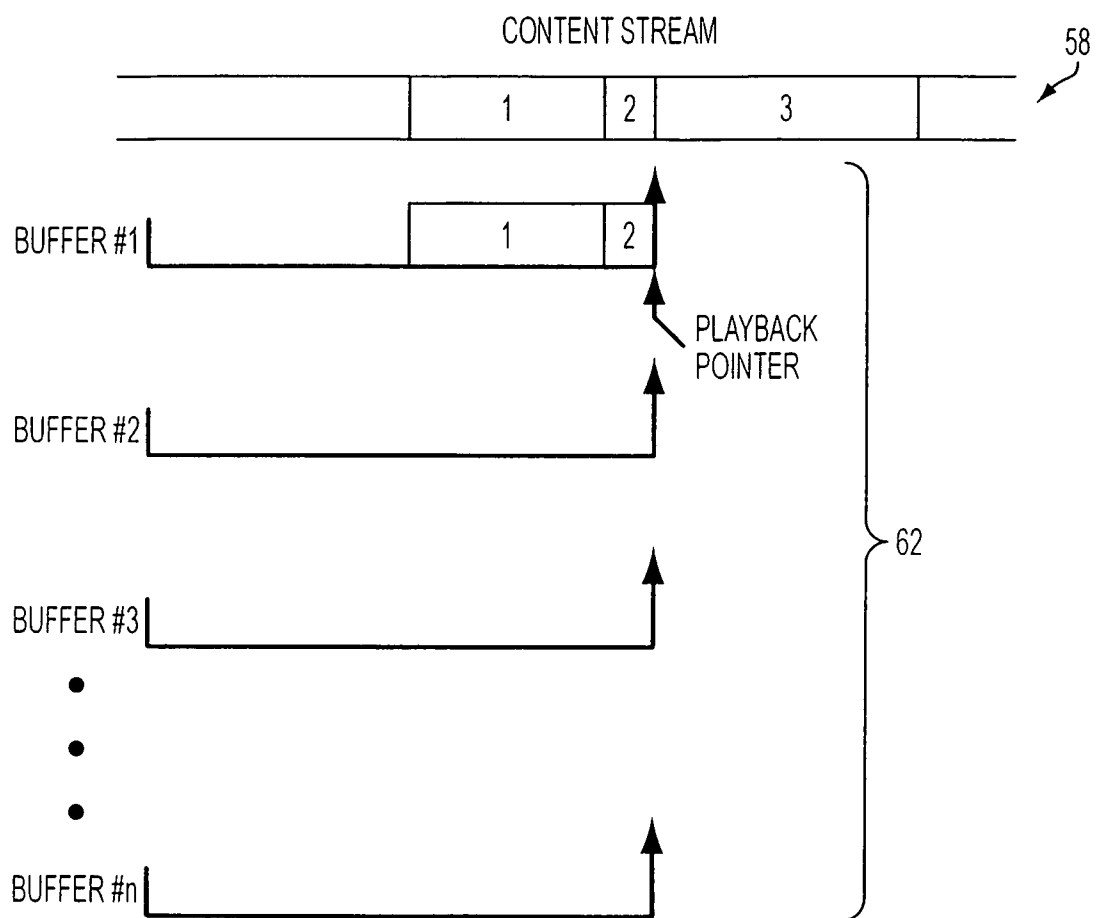 CONTENT STREAM
58
1 2 3
BUFFER #1
1 2
PLAYBACK
POINTER
BUFFER #2
62
BUFFER #3
BUFFER #n